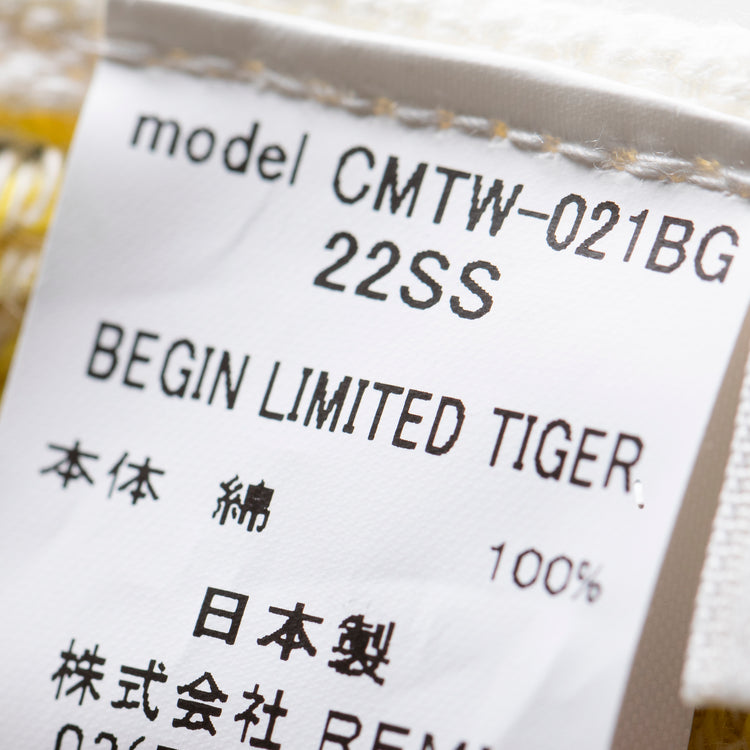 model CMTW-021BG
22SS
BEGIN LIMITED TIGER
本体 綿
100%
日本製
株式会社